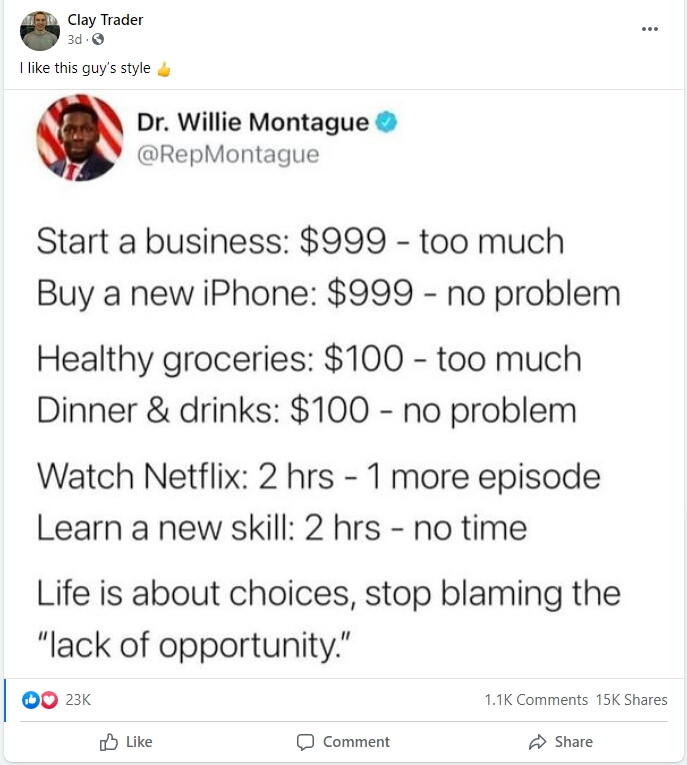 Clay Trader
3d ·
I like this guy's style 👍
Dr. Willie Montague
@RepMontague
Start a business: $999 - too much
Buy a new iPhone: $999 - no problem
Healthy groceries: $100 - too much
Dinner & drinks: $100 - no problem
Watch Netflix: 2 hrs - 1 more episode
Learn a new skill: 2 hrs - no time
Life is about choices, stop blaming the
"lack of opportunity."
23K 1.1K Comments 15K Shares
Like Comment Share